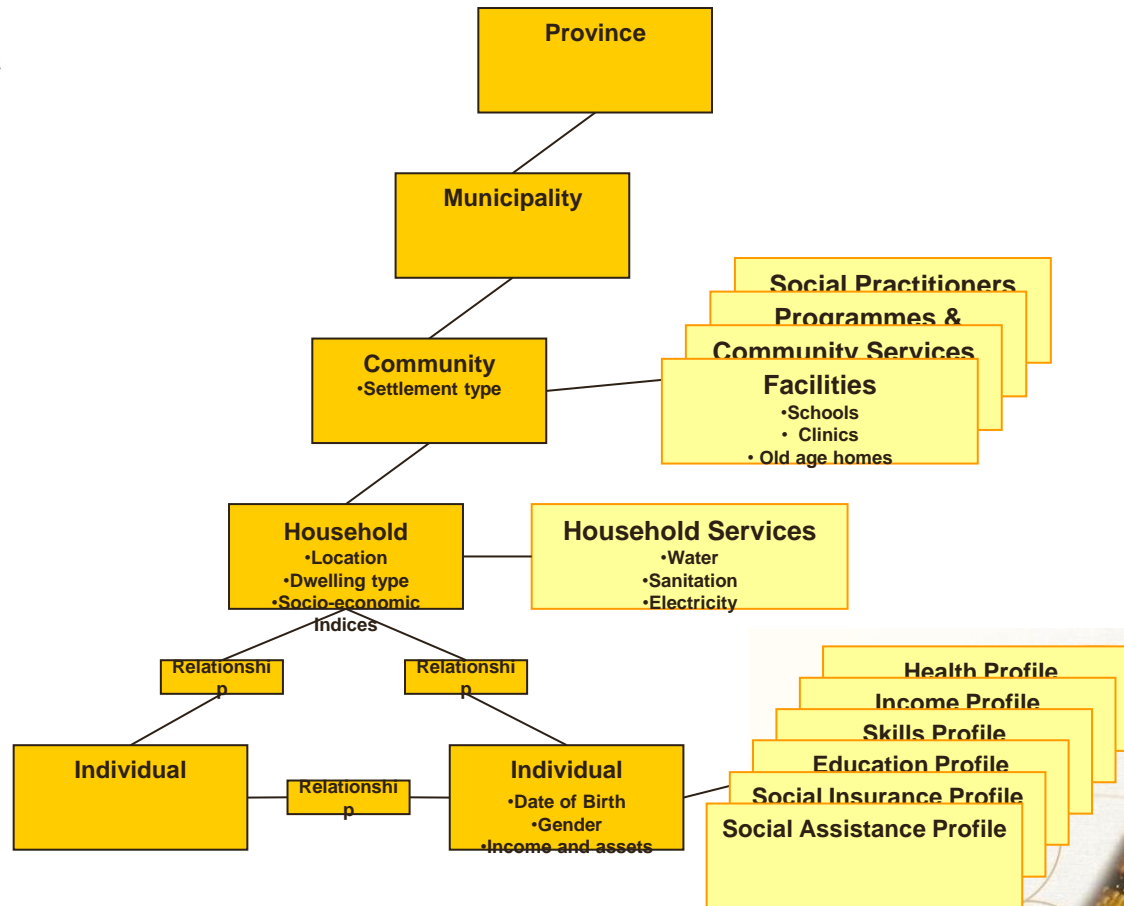 Province
Municipality
Social Practitioners
Programmes &
Community Services
Community
•Settlement type
Facilities
•Schools
• Clinics
• Old age homes
Household
•Location
•Dwelling type
•Socio-economic
Indices
Household Services
•Water
•Sanitation
•Electricity
Relationshi
p
Relationshi
p
Health Profile
Income Profile
Skills Profile
Education Profile
Social Insurance Profile
Social Assistance Profile
Individual
Relationshi
p
Individual
•Date of Birth
•Gender
•Income and assets